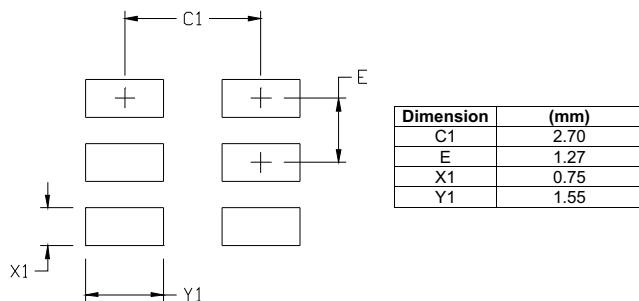 C1
E
Dimension (mm)
C1 2.70
E 1.27
X1 0.75
Y1 1.55
X1
Y1